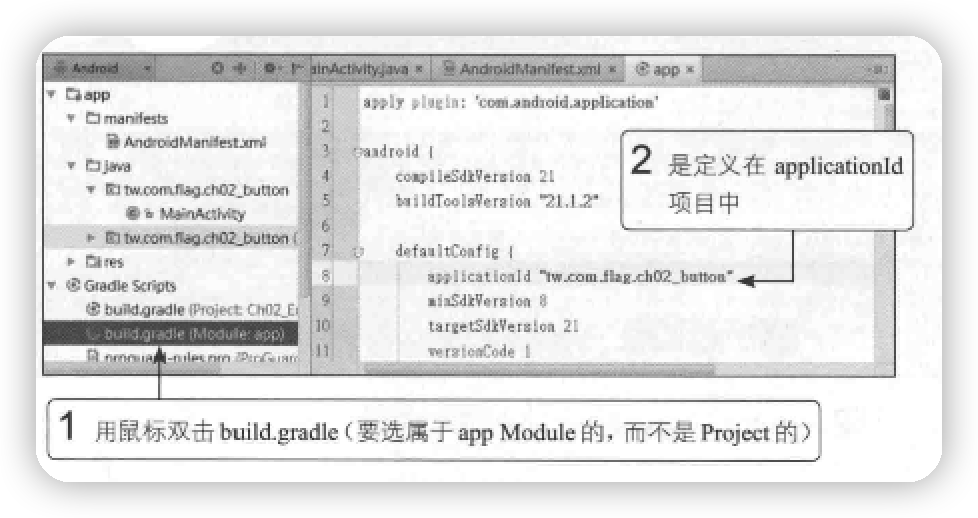 Android
ainActivity.java ×
AndroidManifest.xml ×
app ×
app
manifests
AndroidManifest.xml
java
tw.com.flag.ch02_button
MainActivity
tw.com.flag.ch02_button (
res
Gradle Scripts
build.gradle (Project: Ch02_E
build.gradle (Module: app)
proguard-rules.pro (ProGuard
1 apply plugin: 'com.android.application'
2
3 android {
4 compileSdkVersion 21
5 buildToolsVersion "21.1.2"
6
7 defaultConfig {
8 applicationId "tw.com.flag.ch02_button"
9 minSdkVersion 8
10 targetSdkVersion 21
11 versionCode 1
2 是定义在 applicationId
项目中
1 用鼠标双击 build.gradle（要选属于 app Module 的，而不是 Project 的）